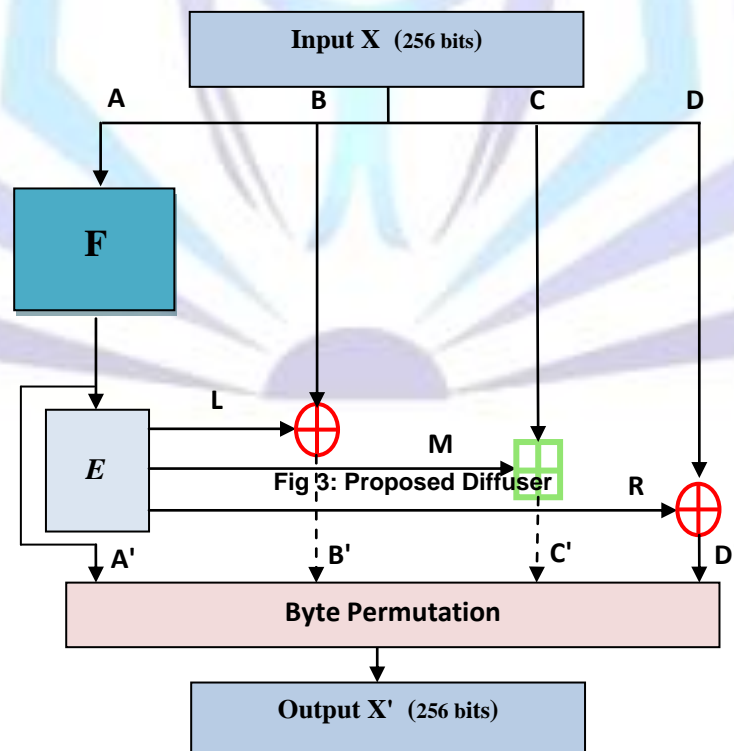 Input X (256 bits)
A B C D
F
L
E
M
Fig 3: Proposed Diffuser
R
A' B' C' D
Byte Permutation
Output X' (256 bits)